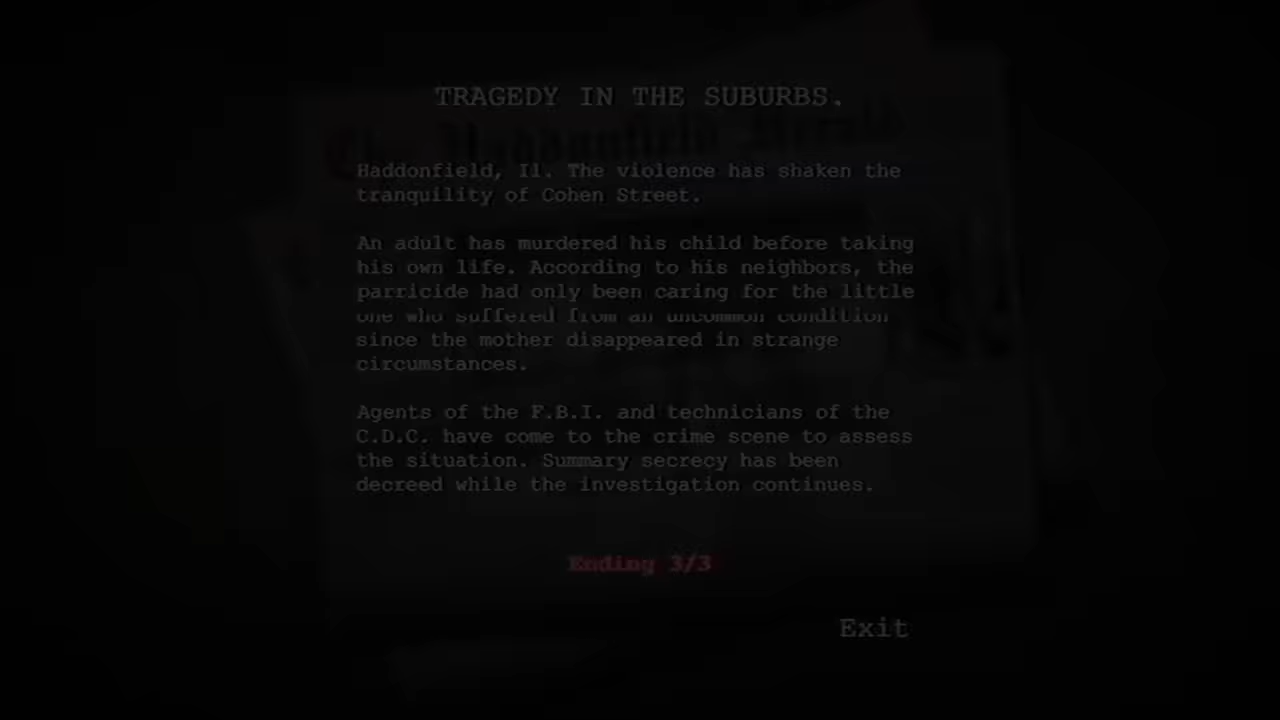 TRAGEDY IN THE SUBURBS.
The Haddonfield Herald
Haddonfield, Il. The violence has shaken the
tranquility of Cohen Street.
An adult has murdered his child before taking
his own life. According to his neighbors, the
parricide had only been caring for the little
one who suffered from an uncommon condition
since the mother disappeared in strange
circumstances.
Agents of the F.B.I. and technicians of the
C.D.C. have come to the crime scene to assess
the situation. Summary secrecy has been
decreed while the investigation continues.
Ending 3/3
Exit